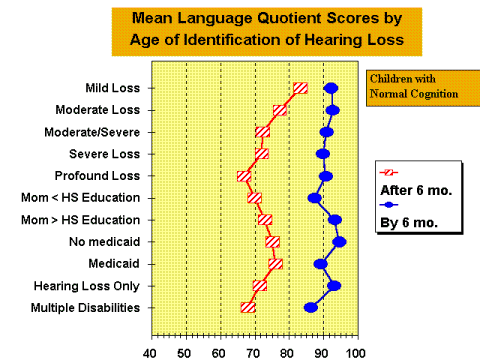 Mean Language Quotient Scores by
Age of Identification of Hearing Loss
Children with
Normal Cognition
Mild Loss
Moderate Loss
Moderate/Severe
Severe Loss
Profound Loss
Mom < HS Education
Mom > HS Education
No medicaid
Medicaid
Hearing Loss Only
Multiple Disabilities
After 6 mo.
By 6 mo.
40 50 60 70 80 90 100